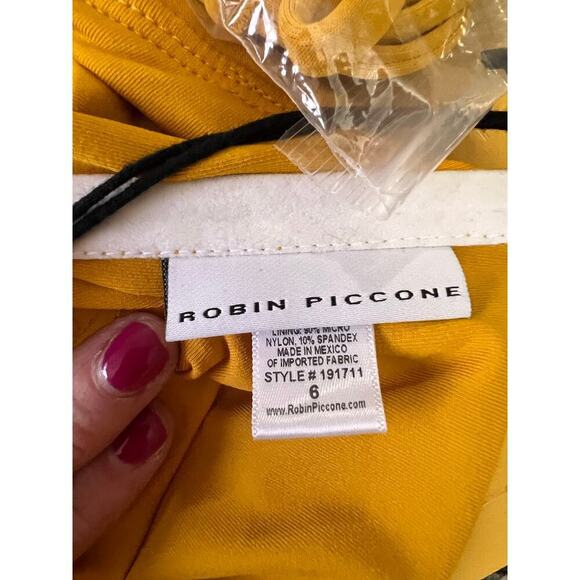 ROBIN PICCONE
LINING: 90% MICRO
NYLON, 10% SPANDEX
MADE IN MEXICO
OF IMPORTED FABRIC
STYLE # 191711
6
www.RobinPiccone.com